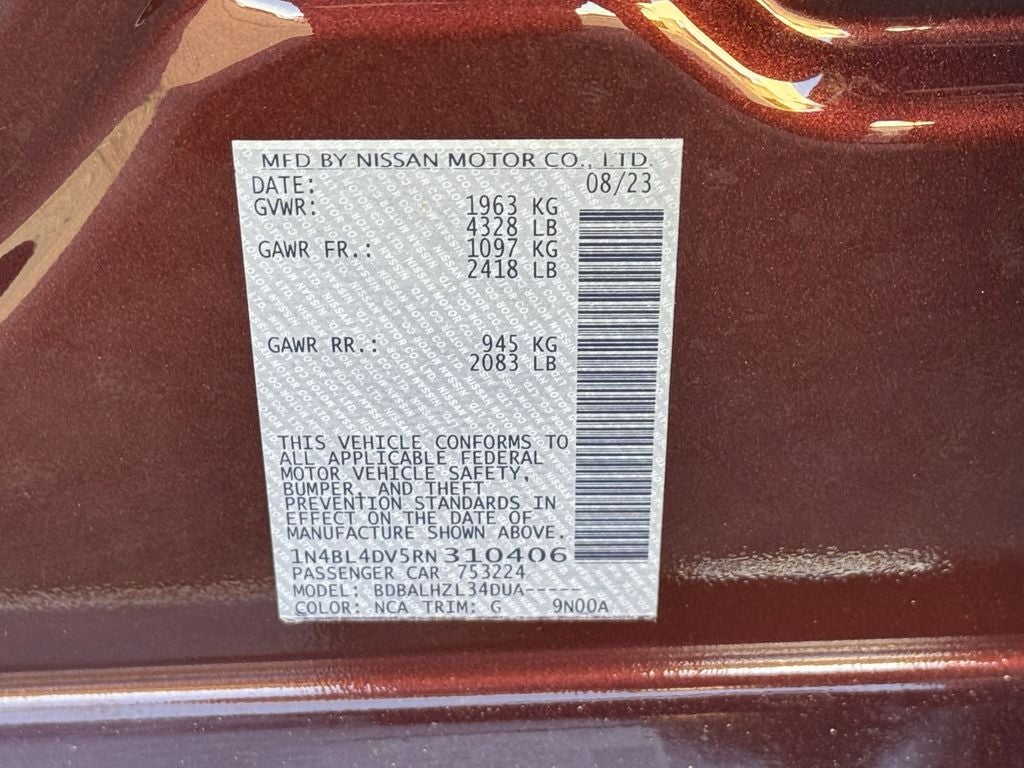 MFD BY NISSAN MOTOR CO., LTD.
DATE: 08/23
GVWR: 1963 KG
4328 LB
GAWR FR.: 1097 KG
2418 LB
GAWR RR.: 945 KG
2083 LB
THIS VEHICLE CONFORMS TO
ALL APPLICABLE FEDERAL
MOTOR VEHICLE SAFETY,
BUMPER, AND THEFT
PREVENTION STANDARDS IN
EFFECT ON THE DATE OF
MANUFACTURE SHOWN ABOVE.
1N4BL4DV5RN310406
PASSENGER CAR 753224
MODEL: BDBALHZL34DUA-----
COLOR: NCA TRIM: G 9N00A